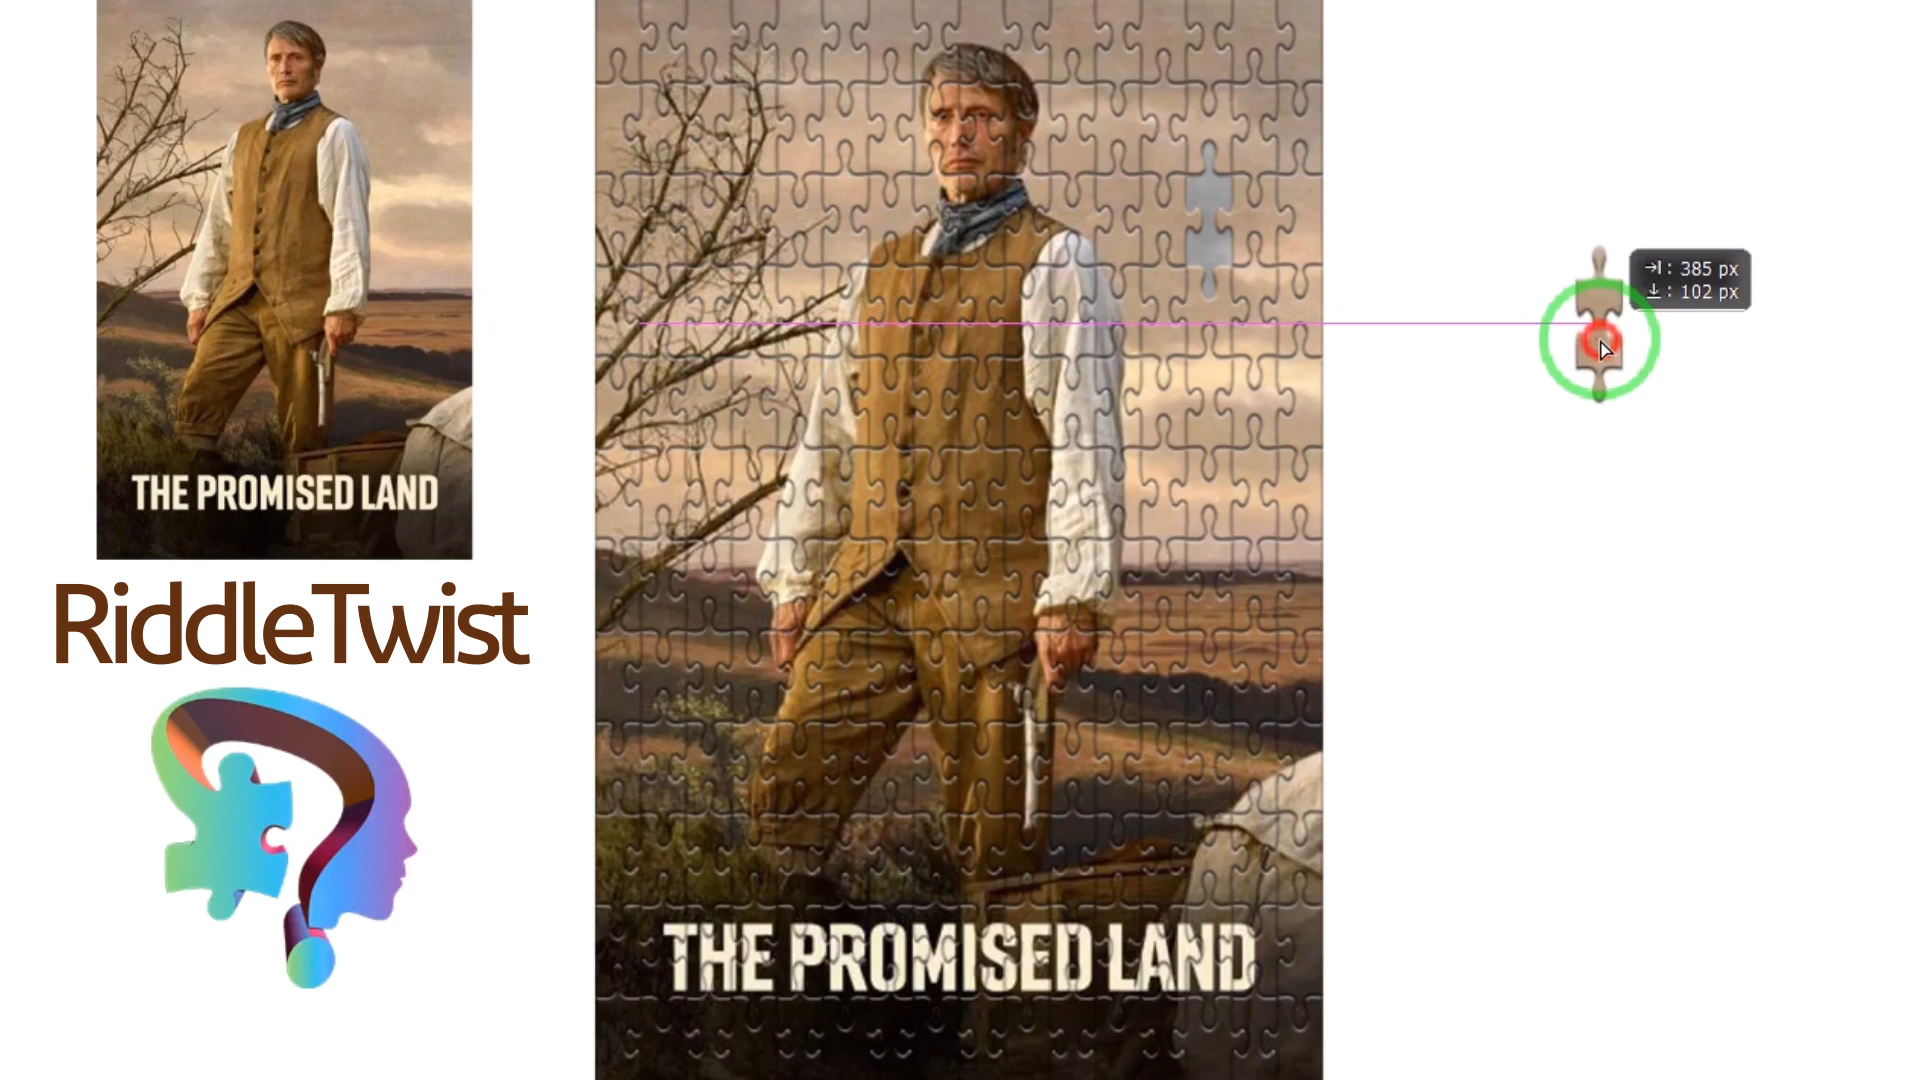 THE PROMISED LAND
RiddleTwist
THE PROMISED LAND
: 385 px
: 102 px